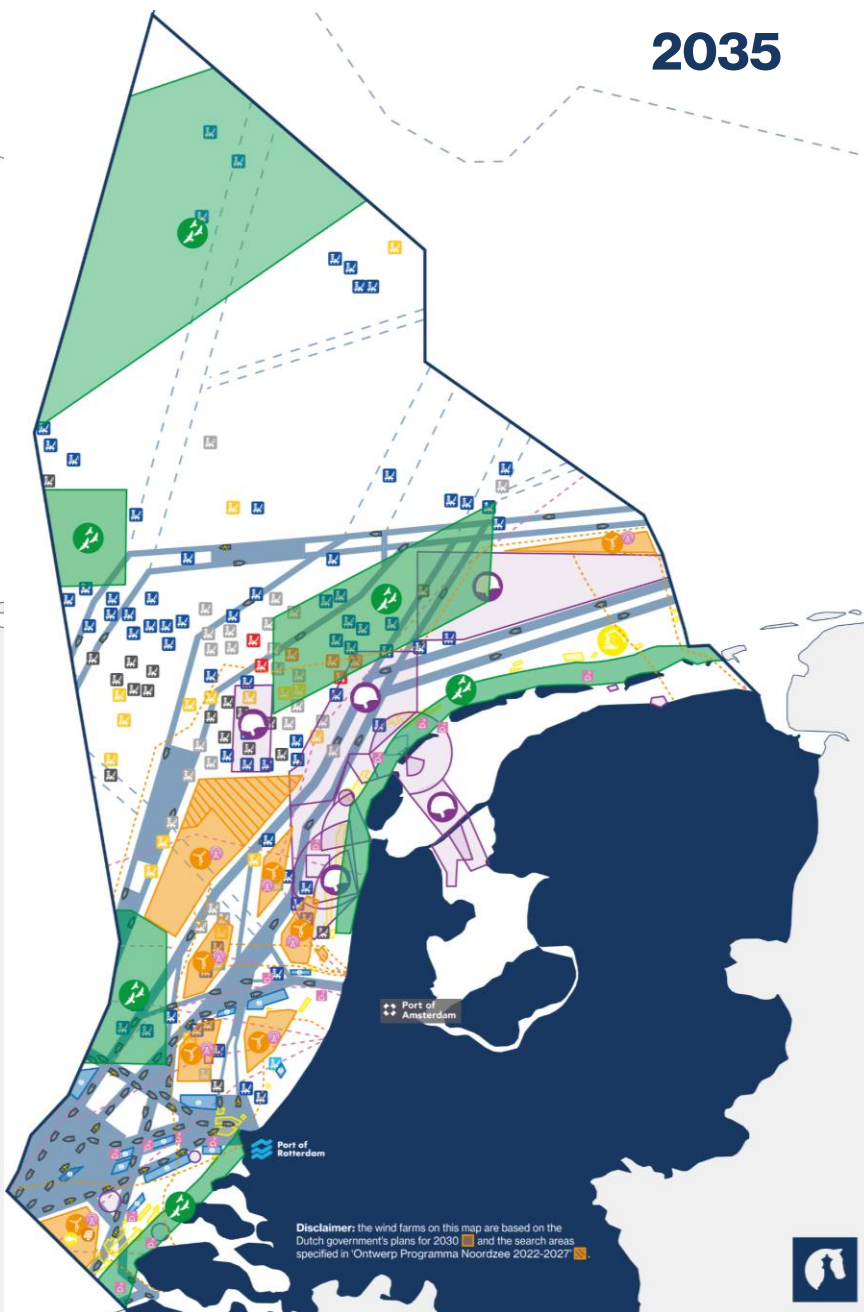 2035
Port of
Amsterdam
Port of
Rotterdam
Disclaimer: the wind farms on this map are based on the
Dutch government's plans for 2030 and the search areas
specified in 'Ontwerp Programma Noordzee 2022-2027' .